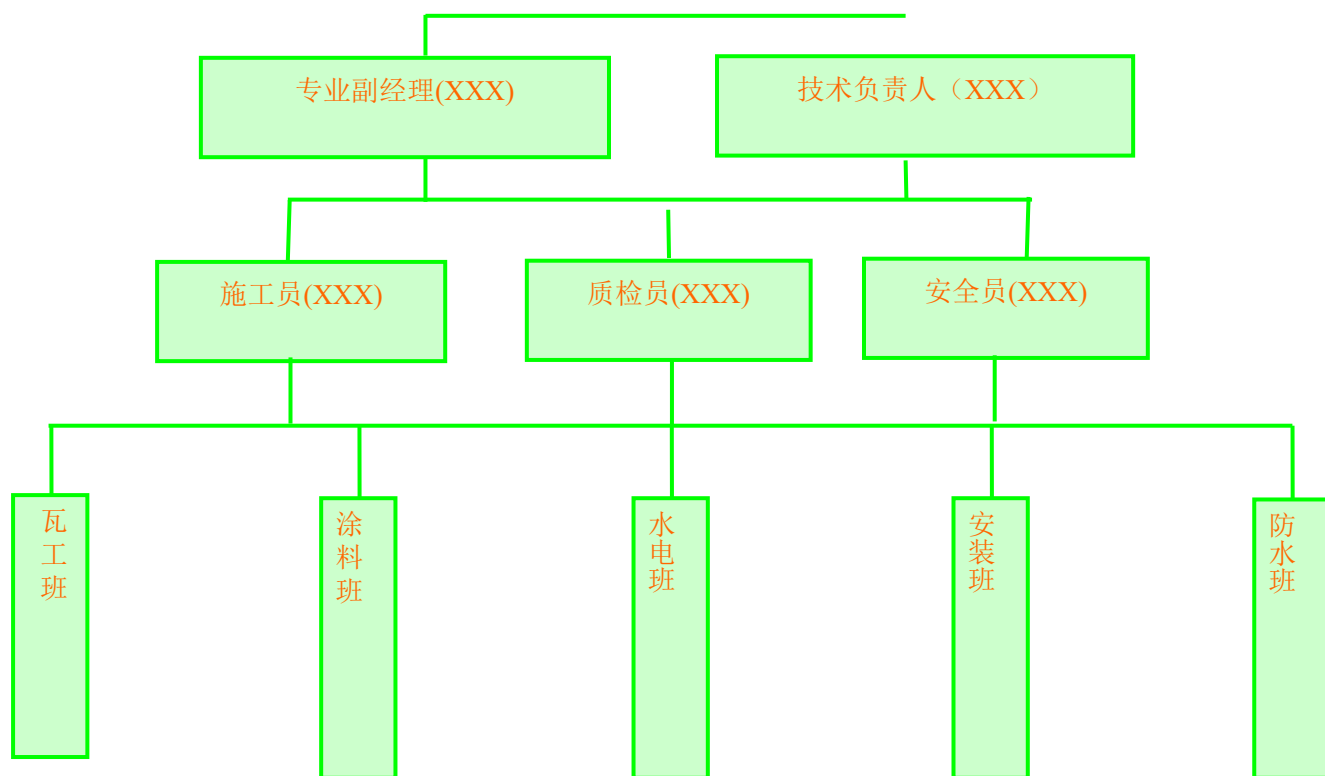 专业副经理(XXX)
技术负责人（XXX）
施工员(XXX)
质检员(XXX)
安全员(XXX)
瓦工班
涂料班
水电班
安装班
防水班